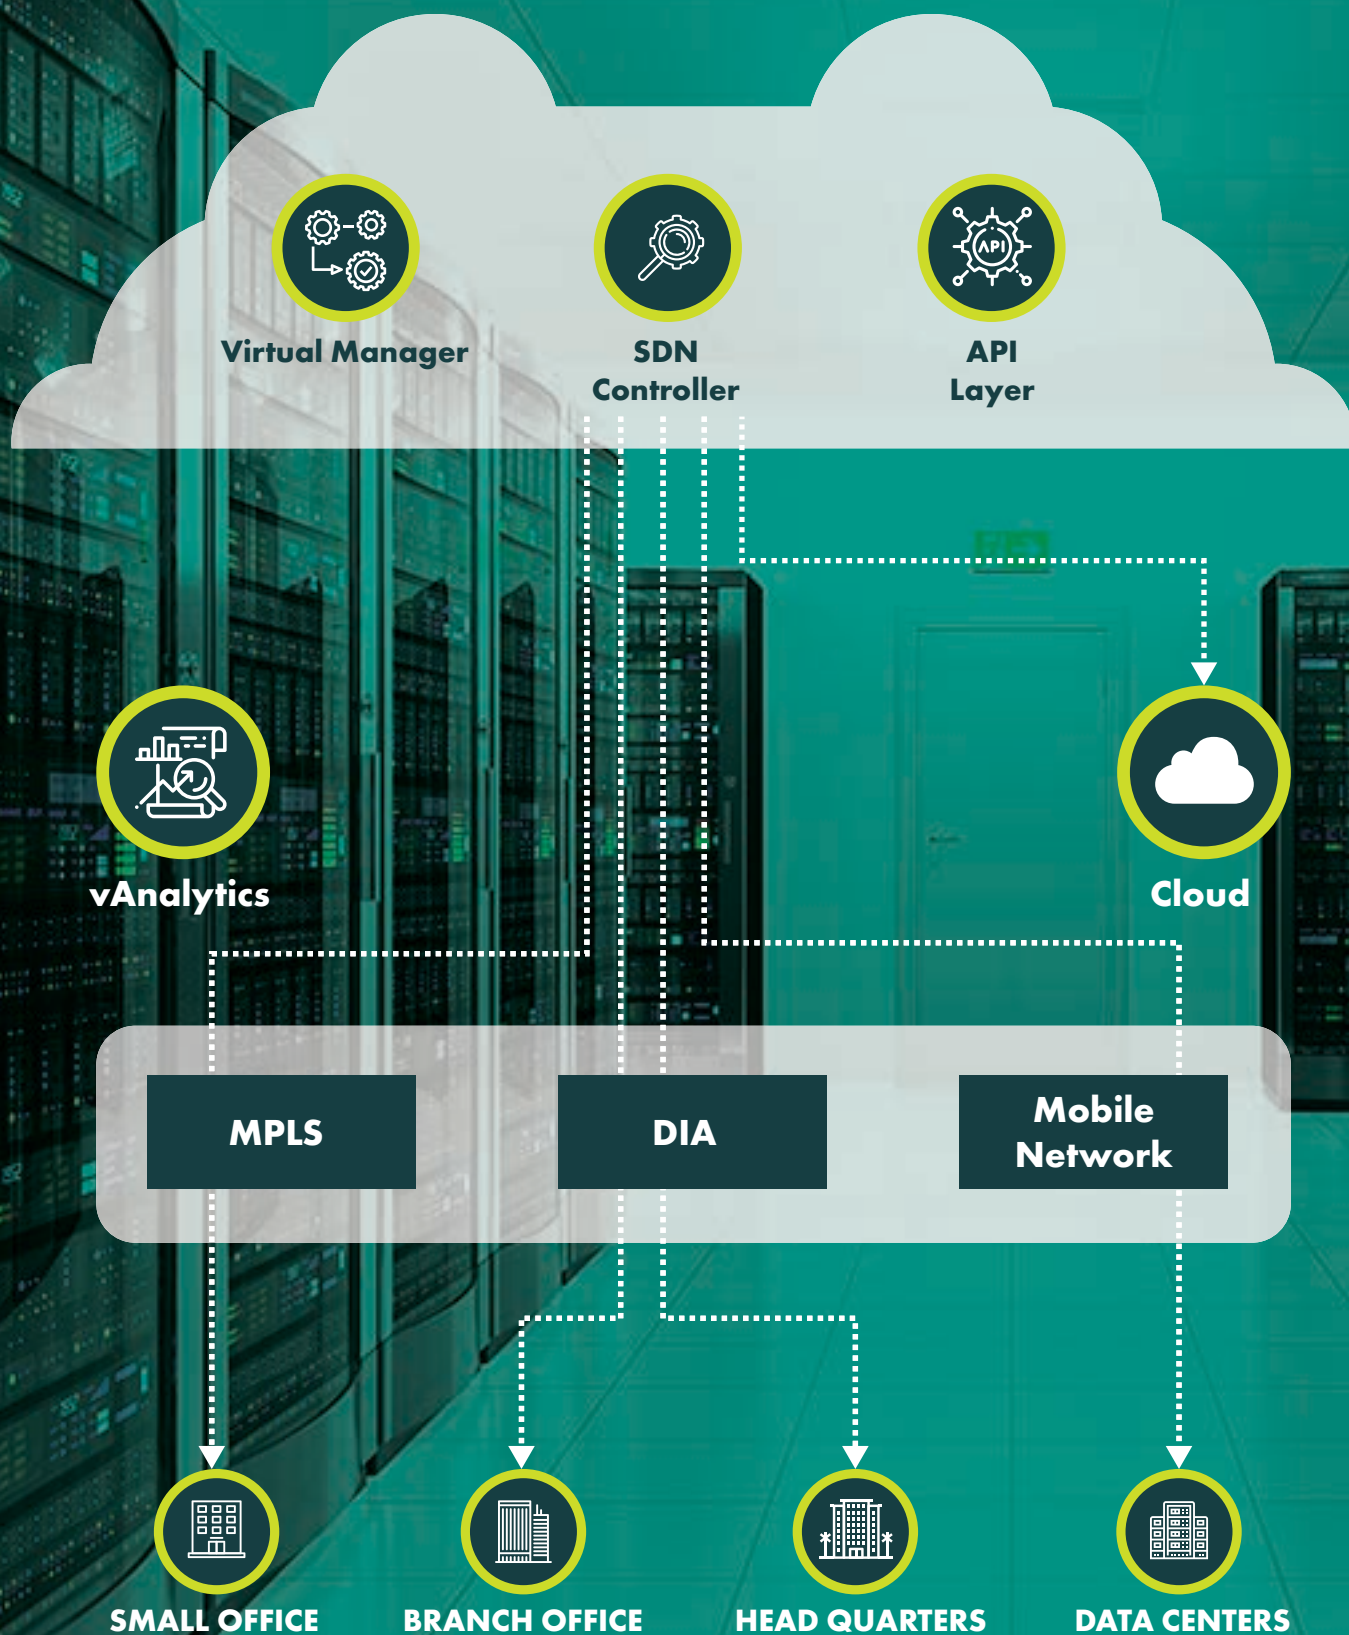 API
Virtual Manager
SDN
Controller
API
Layer
vAnalytics
Cloud
MPLS
DIA
Mobile
Network
SMALL OFFICE
BRANCH OFFICE
HEAD QUARTERS
DATA CENTERS